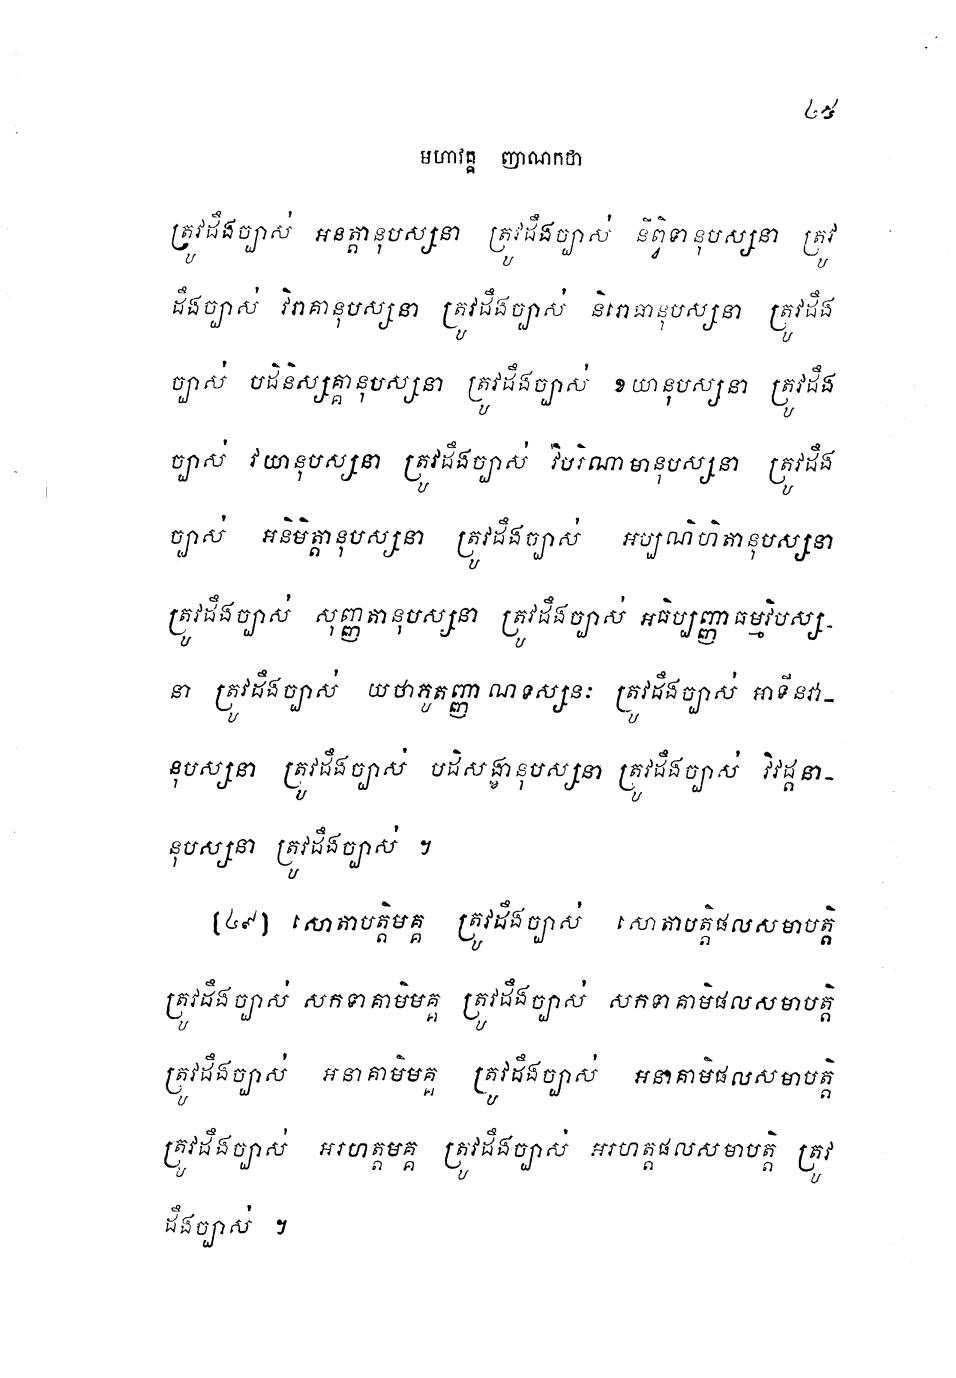 ៤៥
មហាវគ្គ ញាណកថា
ត្រូវដឹងច្បាស់ អនត្តានុបស្សនា ត្រូវដឹងច្បាស់ និព្វិទានុបស្សនា ត្រូវ
ដឹងច្បាស់ វិរាគានុបស្សនា ត្រូវដឹងច្បាស់ និរោធានុបស្សនា ត្រូវដឹង
ច្បាស់ បដិនិស្សគ្គានុបស្សនា ត្រូវដឹងច្បាស់ ខយានុបស្សនា ត្រូវដឹង
ច្បាស់ វយានុបស្សនា ត្រូវដឹងច្បាស់ វិបរិណាមានុបស្សនា ត្រូវដឹង
ច្បាស់ អនិមិត្តានុបស្សនា ត្រូវដឹងច្បាស់ អប្បណិហិតានុបស្សនា
ត្រូវដឹងច្បាស់ សុញ្ញតានុបស្សនា ត្រូវដឹងច្បាស់ អធិប្បញ្ញាធម្មវិបស្ស-
នា ត្រូវដឹងច្បាស់ យថាភូតញ្ញាណទស្សនៈ ត្រូវដឹងច្បាស់ អាទីនវា-
នុបស្សនា ត្រូវដឹងច្បាស់ បដិសង្ខានុបស្សនា ត្រូវដឹងច្បាស់ វិវដ្តនា-
នុបស្សនា ត្រូវដឹងច្បាស់ ។
[៤៩] សោតាបត្តិមគ្គ ត្រូវដឹងច្បាស់ សោតាបត្តិផលសមាបត្តិ
ត្រូវដឹងច្បាស់ សកទាគាមិមគ្គ ត្រូវដឹងច្បាស់ សកទាគាមិផលសមាបត្តិ
ត្រូវដឹងច្បាស់ អនាគាមិមគ្គ ត្រូវដឹងច្បាស់ អនាគាមិផលសមាបត្តិ
ត្រូវដឹងច្បាស់ អរហត្តមគ្គ ត្រូវដឹងច្បាស់ អរហត្តផលសមាបត្តិ ត្រូវ
ដឹងច្បាស់ ។